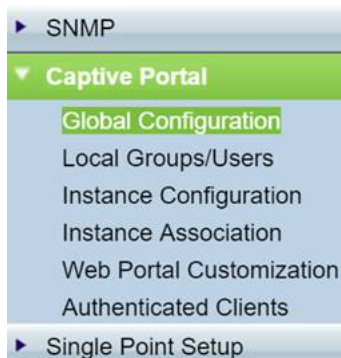 SNMP
Captive Portal
Global Configuration
Local Groups/Users
Instance Configuration
Instance Association
Web Portal Customization
Authenticated Clients
Single Point Setup